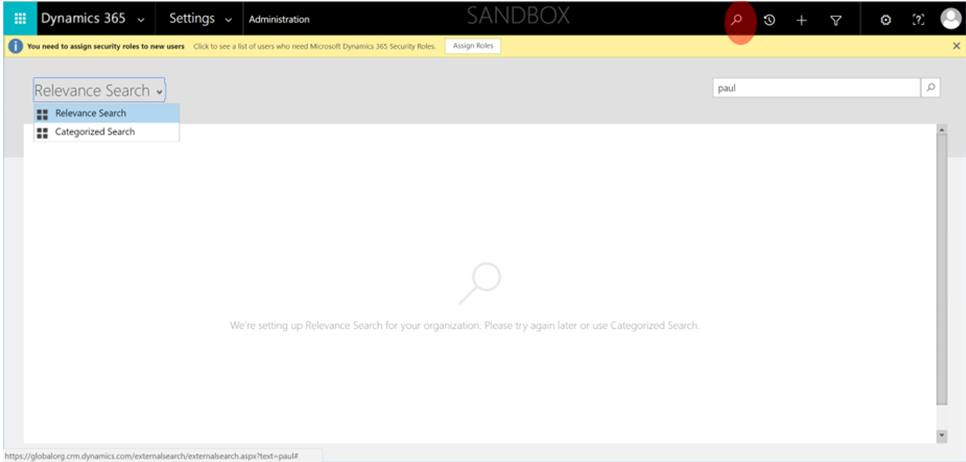 Dynamics 365 Settings Administration SANDBOX
You need to assign security roles to new users Click to see a list of users who need Microsoft Dynamics 365 Security Roles. Assign Roles
Relevance Search
paul
Relevance Search
Categorized Search
We're setting up Relevance Search for your organization. Please try again later or use Categorized Search.
https://globalorg.crm.dynamics.com/externalsearch/externalsearch.aspx?text=paul#